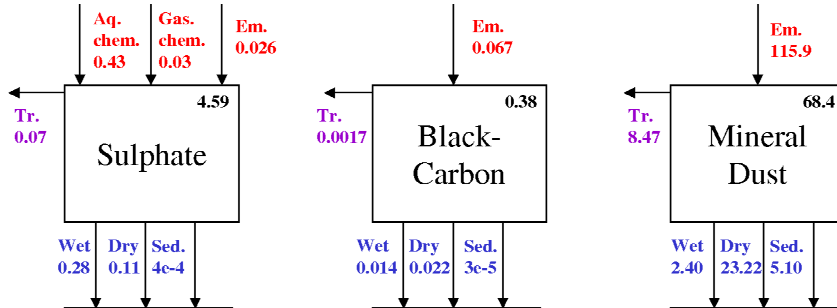 Aq. chem. 0.43
Gas. chem. 0.03
Em. 0.026
4.59
Tr. 0.07
Sulphate
Wet 0.28
Dry 0.11
Sed. 4e-4
Em. 0.067
0.38
Tr. 0.0017
Black-
Carbon
Wet 0.014
Dry 0.022
Sed. 3e-5
Em. 115.9
68.4
Tr. 8.47
Mineral
Dust
Wet 2.40
Dry 23.22
Sed. 5.10